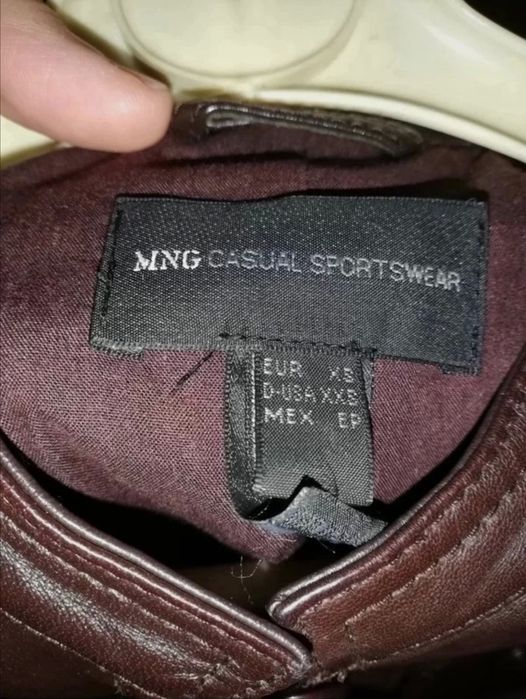 MNG CASUAL SPORTSWEAR
EUR XS
D-USA XXS
MEX EP